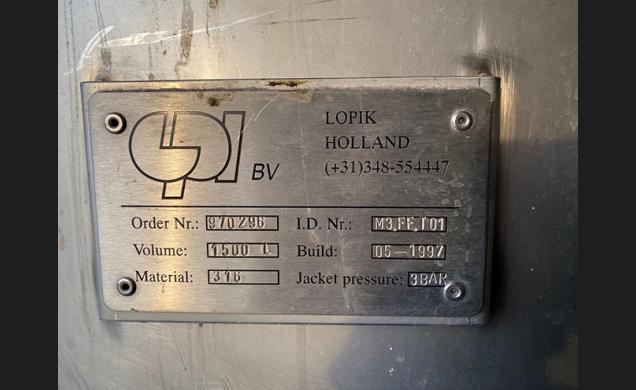 GPI BV
LOPIK
HOLLAND
(+31)348-554447
Order Nr.: 970296 I.D. Nr.: M3.FF.T01
Volume: 1500 L Build: 05-1997
Material: 316 Jacket pressure: 3BAR